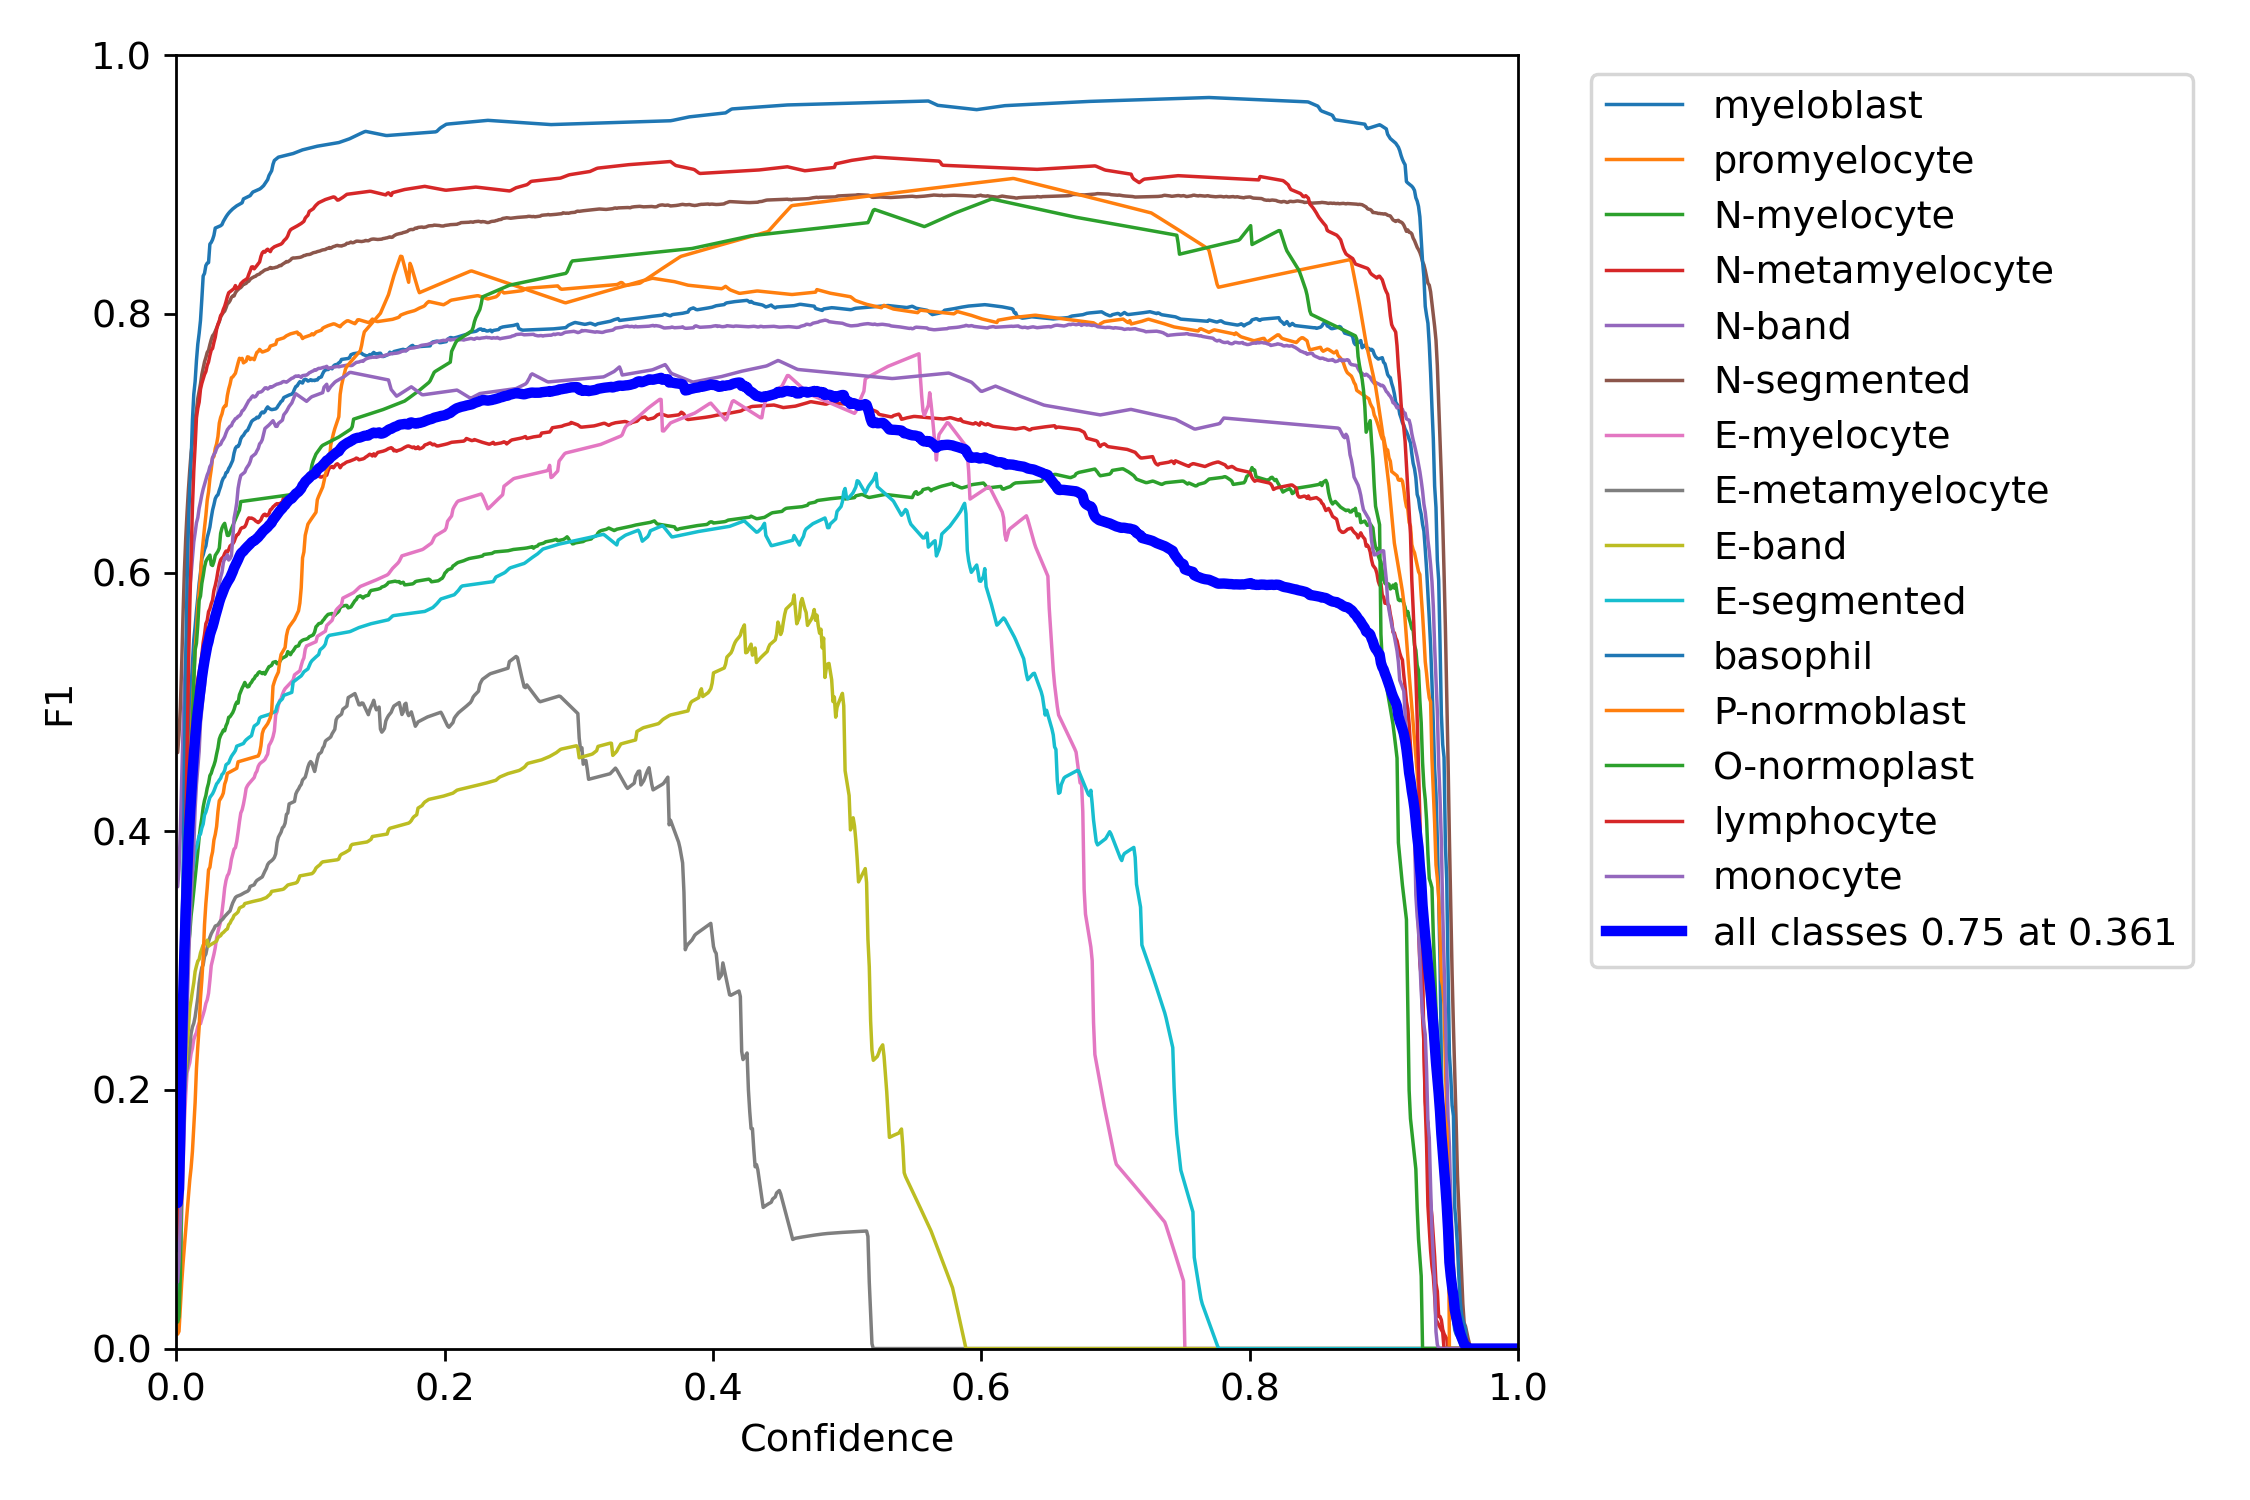 F1
1.0
0.8
0.6
0.4
0.2
0.0
0.0 0.2 0.4 0.6 0.8 1.0
Confidence
myeloblast
promyelocyte
N-myelocyte
N-metamyelocyte
N-band
N-segmented
E-myelocyte
E-metamyelocyte
E-band
E-segmented
basophil
P-normoblast
O-normoplast
lymphocyte
monocyte
all classes 0.75 at 0.361